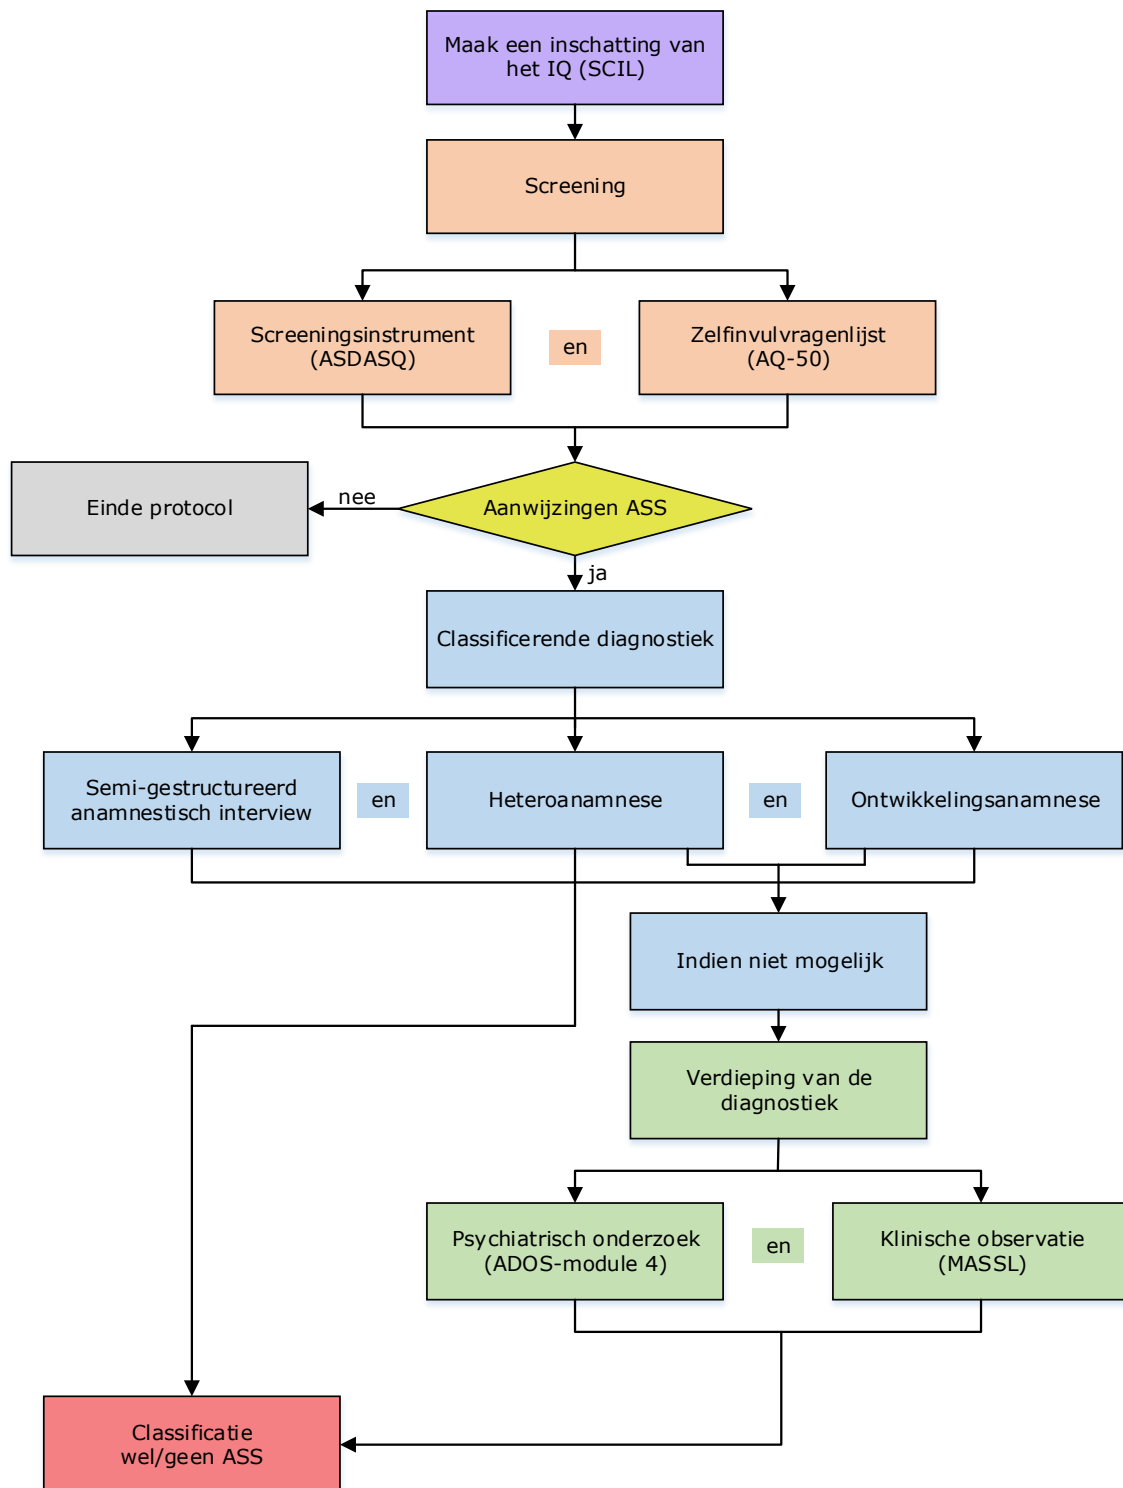 Maak een inschatting van
het IQ (SCIL)
Screening
Screeningsinstrument
(ASDASQ)
en
Zelfinvulvragenlijst
(AQ-50)
Einde protocol
nee
Aanwijzingen ASS
ja
Classificerende diagnostiek
Semi-gestructureerd
anamnestisch interview
en
Heteroanamnese
en
Ontwikkelingsanamnese
Indien niet mogelijk
Verdieping van de
diagnostiek
Psychiatrisch onderzoek
(ADOS-module 4)
en
Klinische observatie
(MASSL)
Classificatie
wel/geen ASS